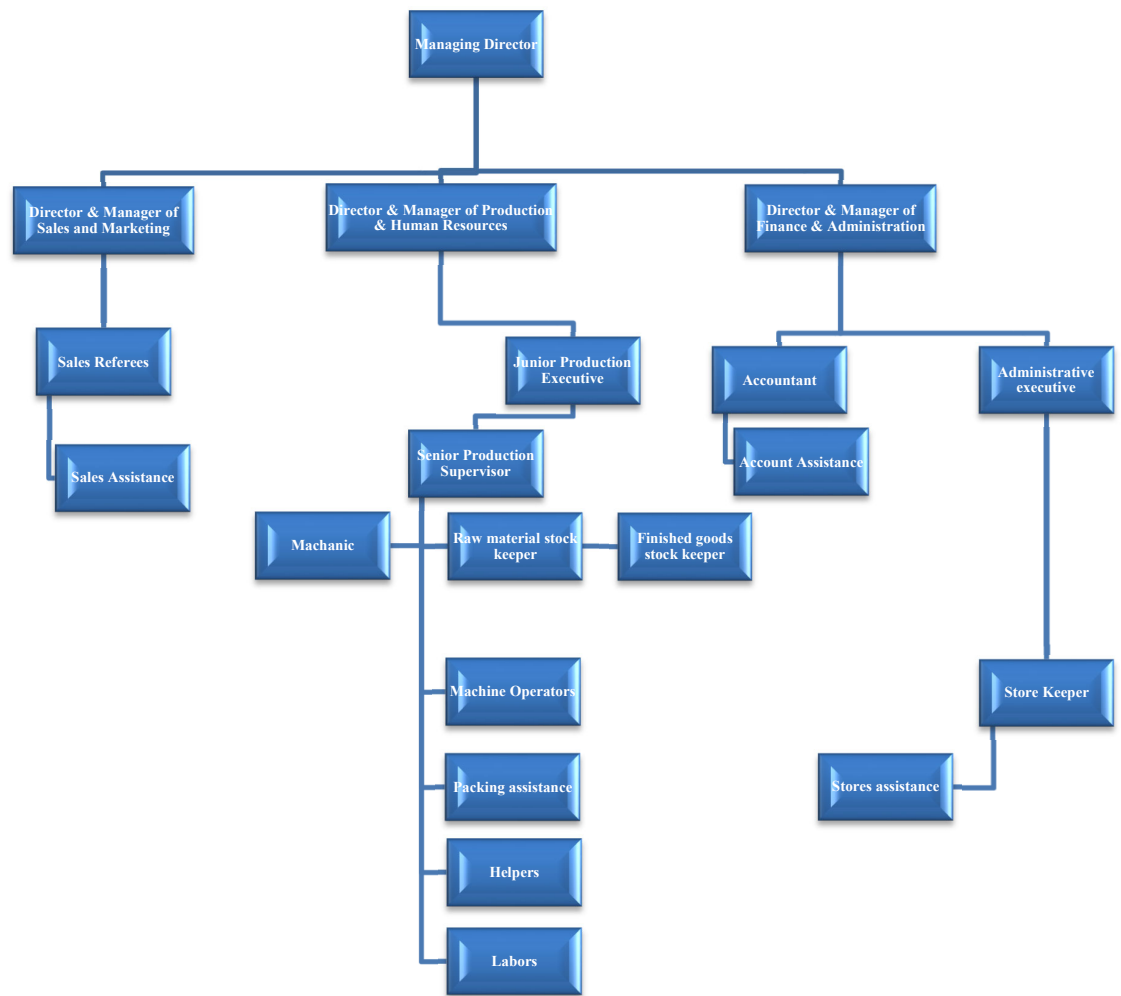 Managing Director
Director & Manager of
Sales and Marketing
Director & Manager of Production
& Human Resources
Director & Manager of
Finance & Administration
Sales Referees
Junior Production
Executive
Accountant
Administrative
executive
Sales Assistance
Senior Production
Supervisor
Account Assistance
Machanic
Raw material stock
keeper
Finished goods
stock keeper
Machine Operators
Store Keeper
Packing assistance
Stores assistance
Helpers
Labors